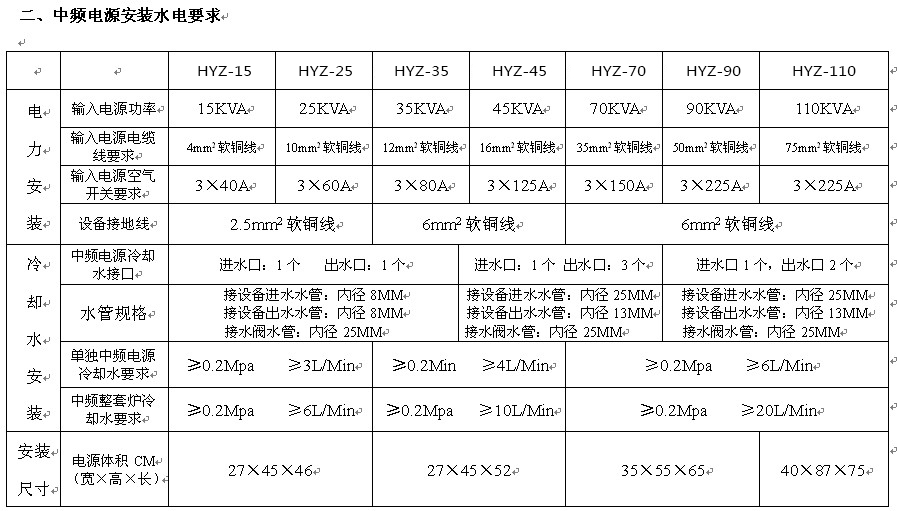 二、中频电源安装水电要求
HYZ-15 HYZ-25 HYZ-35 HYZ-45 HYZ-70 HYZ-90 HYZ-110
电力安装
输入电源功率 15KVA 25KVA 35KVA 45KVA 70KVA 90KVA 110KVA
输入电源电缆
线要求 4mm² 软铜线 10mm² 软铜线 12mm² 软铜线 16mm² 软铜线 35mm² 软铜线 50mm² 软铜线 75mm² 软铜线
输入电源空气
开关要求 3×40A 3×60A 3×80A 3×125A 3×150A 3×225A 3×225A
设备接地线 2.5mm² 软铜线 6mm² 软铜线 6mm² 软铜线
冷却水安装
中频电源冷却
水接口 进水口：1个 出水口：1个 进水口：1个 出水口：3个 进水口1个，出水口2个
水管规格
接设备进水水管：内径 8MM 接设备进水水管：内径 25MM 接设备进水水管：内径 25MM
接设备出水水管：内径 8MM 接设备出水水管：内径 13MM 接设备出水水管：内径 13MM
接水阀水管：内径 25MM 接水阀水管：内径 25MM 接水阀水管：内径 25MM
单独中频电源
冷却水要求 ≥0.2Mpa ≥3L/Min ≥0.2Min ≥4L/Min ≥0.2Mpa ≥6L/Min
中频整套炉冷
却水要求 ≥0.2Mpa ≥6L/Min ≥0.2Mpa ≥10L/Min ≥0.2Mpa ≥20L/Min
安装
尺寸
电源体积 CM
（宽×高×长） 27×45×46 27×45×52 35×55×65 40×87×75